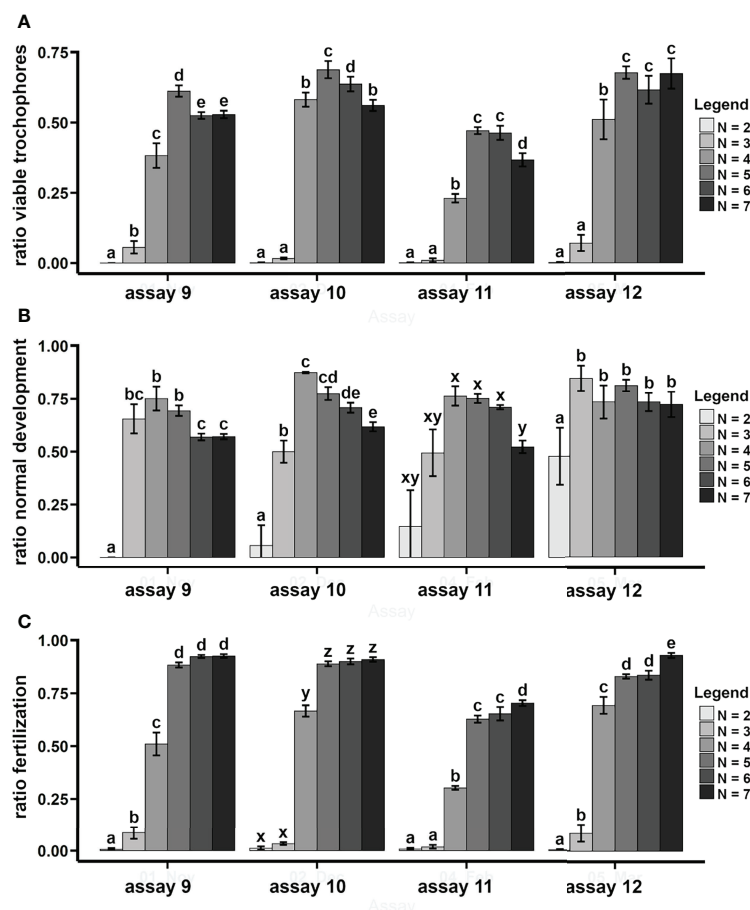 A
ratio viable trochophores
0.75
0.50
0.25
0.00
a b c d e e
a a b c d b
a a b c c d
a a b c c c
assay 9 assay 10 assay 11 assay 12
Assay
Legend
N = 2
N = 3
N = 4
N = 5
N = 6
N = 7
B
ratio normal development
1.00
0.75
0.50
0.25
0.00
a bc b b c c
a b c cd de e
xy xy x x x y
a b b b b b
assay 9 assay 10 assay 11 assay 12
Assay
Legend
N = 2
N = 3
N = 4
N = 5
N = 6
N = 7
C
ratio fertilization
1.00
0.75
0.50
0.25
0.00
a b c d d d
x x y z z z
a a b c c d
a b c d d e
assay 9 assay 10 assay 11 assay 12
Assay
Legend
N = 2
N = 3
N = 4
N = 5
N = 6
N = 7